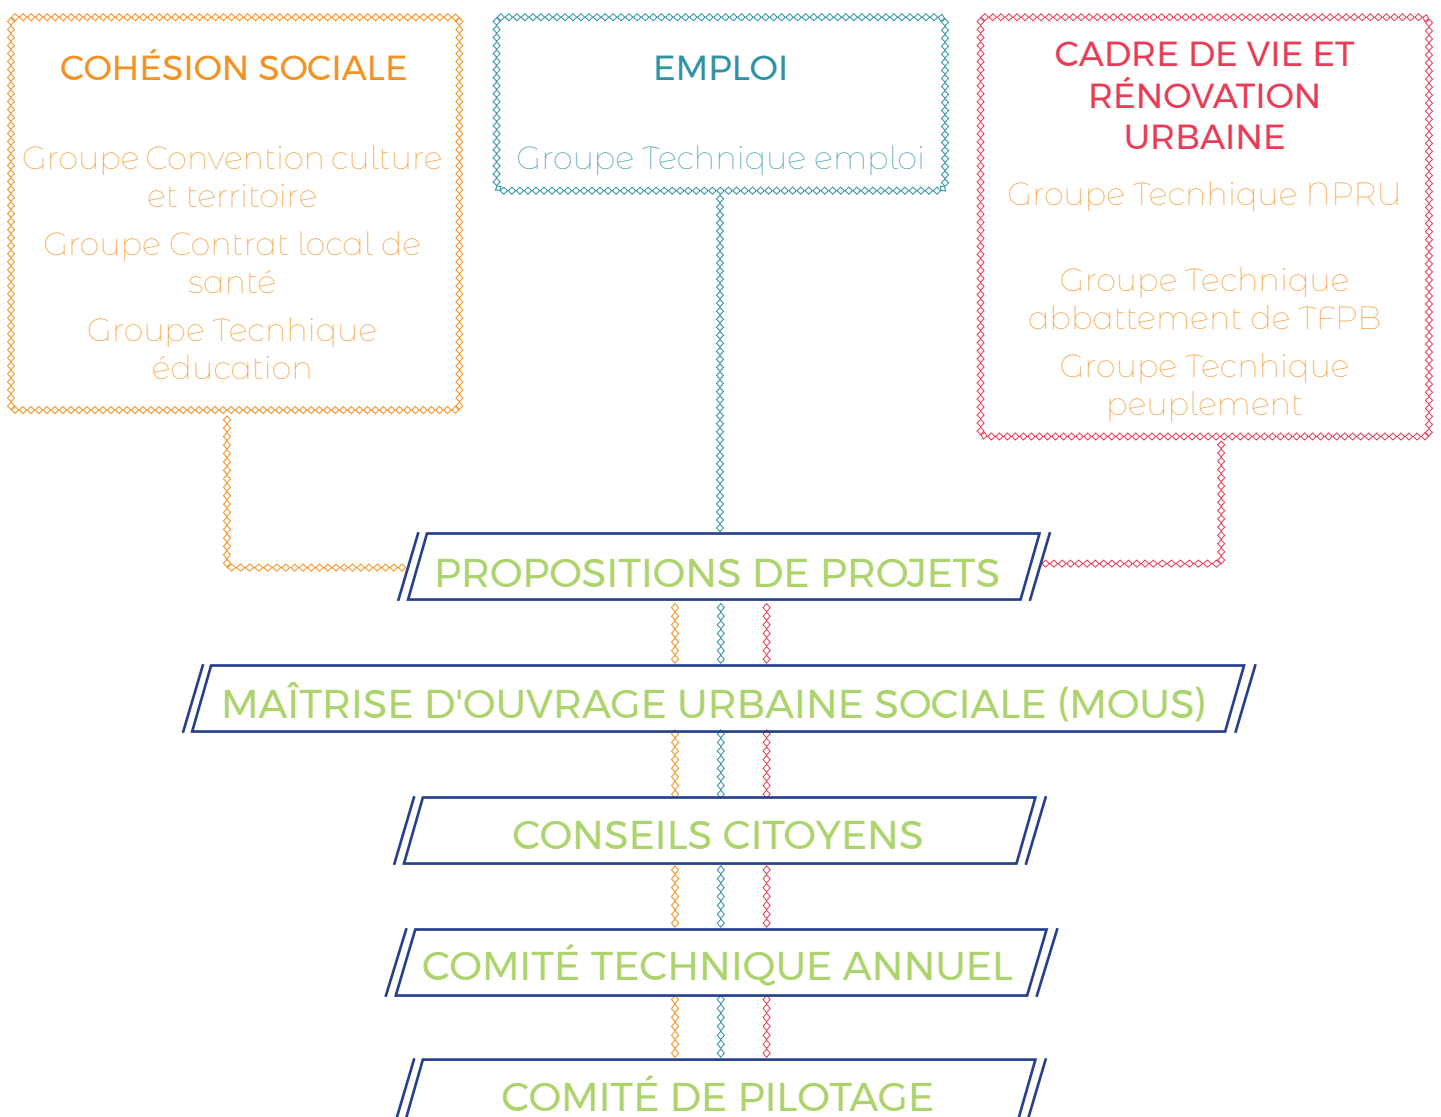 COHÉSION SOCIALE
Groupe Convention culture
et territoire
Groupe Contrat local de
santé
Groupe Tecnhique
éducation
EMPLOI
Groupe Technique emploi
CADRE DE VIE ET
RÉNOVATION
URBAINE
Groupe Tecnhique NPRU
Groupe Technique
abbattement de TFPB
Groupe Tecnhique
peuplement
PROPOSITIONS DE PROJETS
MAÎTRISE D'OUVRAGE URBAINE SOCIALE (MOUS)
CONSEILS CITOYENS
COMITÉ TECHNIQUE ANNUEL
COMITÉ DE PILOTAGE